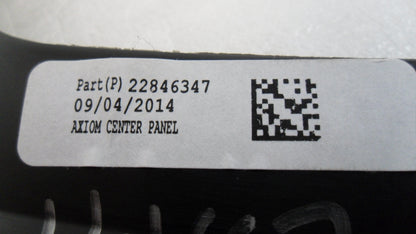 Part(P) 22846347
09/04/2014
AXIOM CENTER PANEL